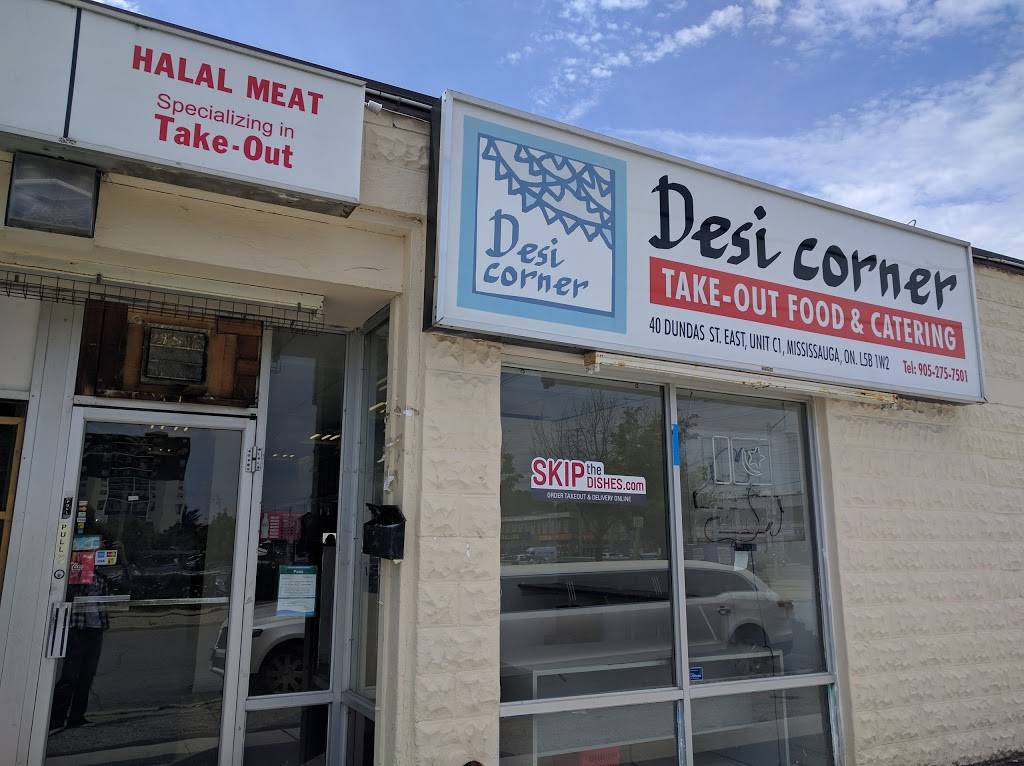 HALAL MEAT
Specializing in
Take-Out
Desi
corner
Desi corner
TAKE-OUT FOOD & CATERING
40 DUNDAS ST. EAST, UNIT C1, MISSISSAUGA, ON. L5B 1W2
Tel: 905-275-7501
SKIP the
DISHES.com
ORDER TAKEOUT & DELIVERY ONLINE
PULL